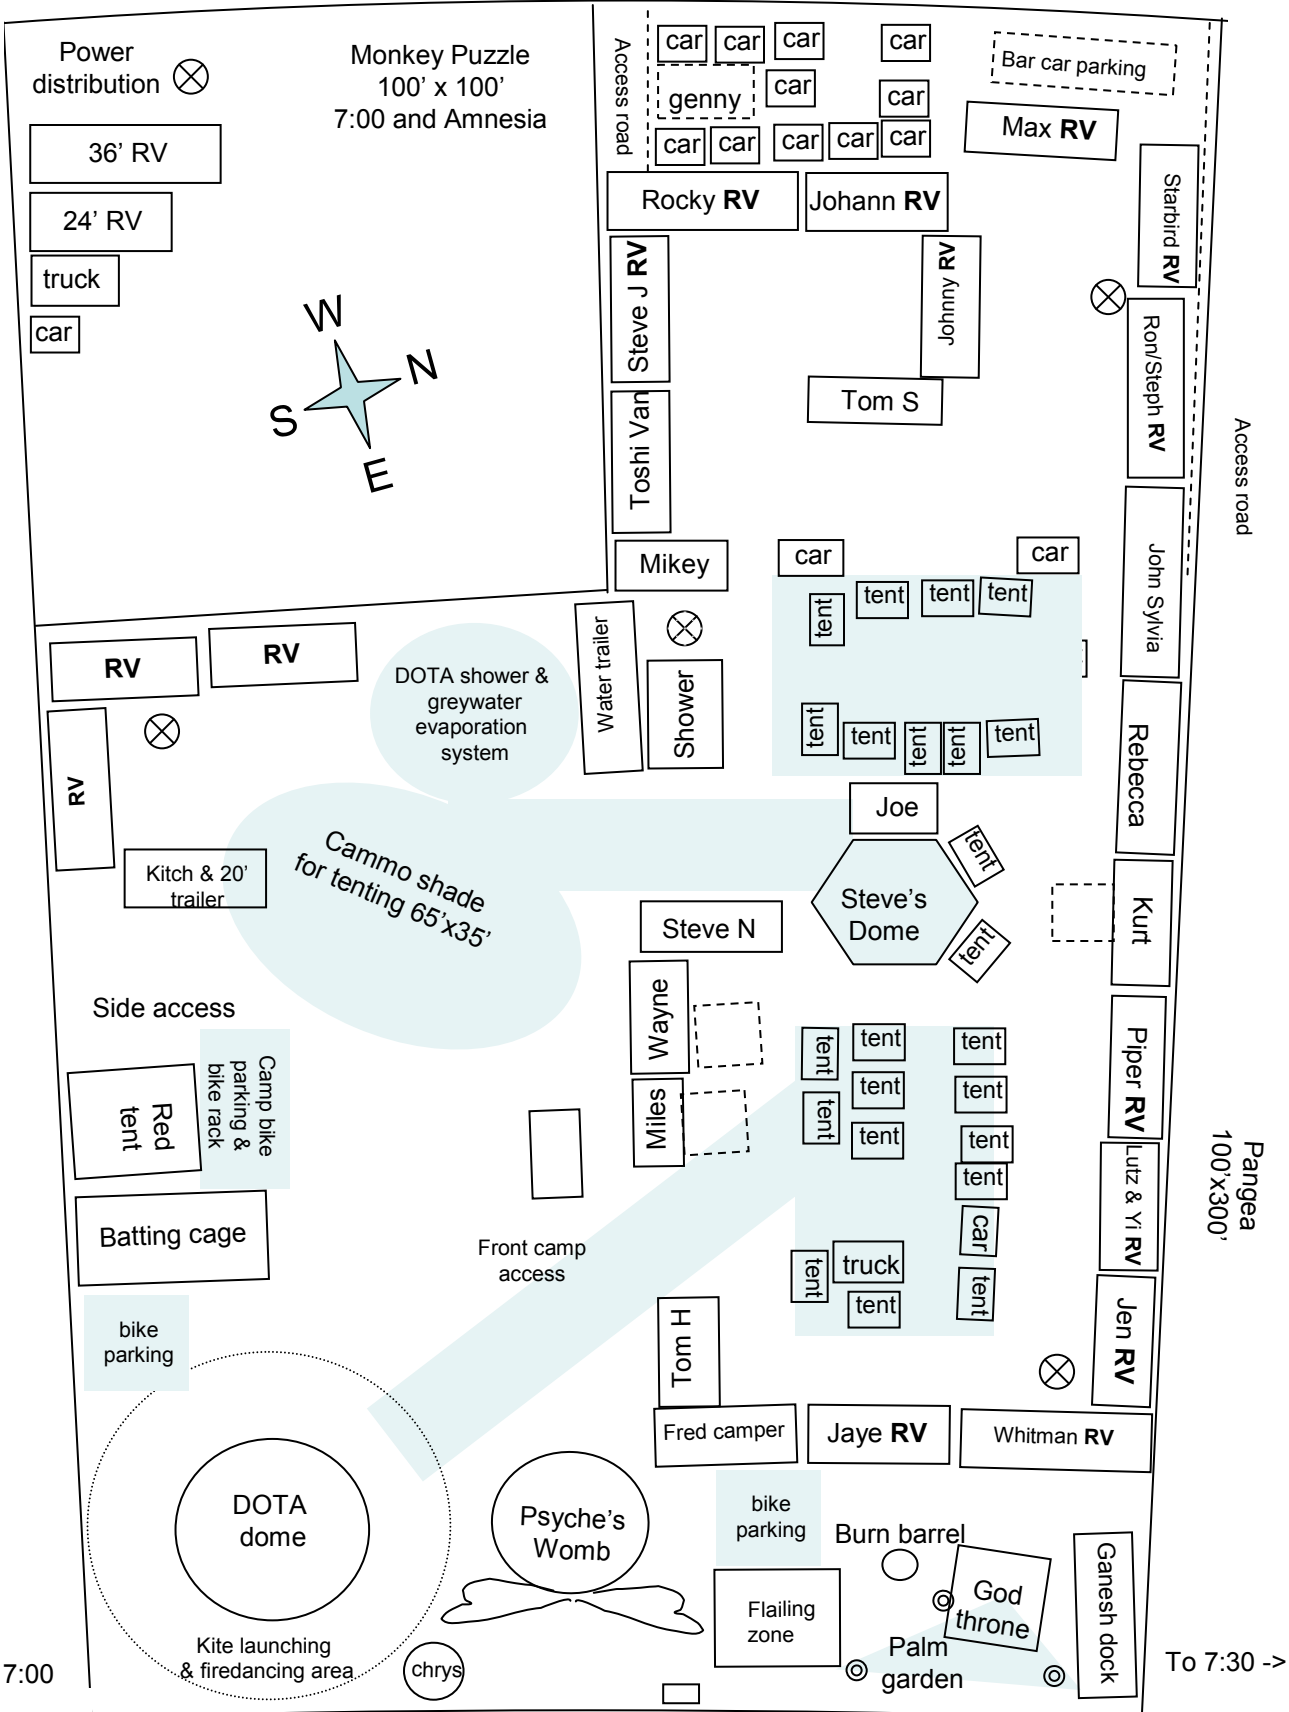 Power
distribution
Monkey Puzzle
100' x 100'
7:00 and Amnesia
36' RV
24' RV
truck
car
W
N
S
E
Access road
car
car
car
car
genny
car
car
car
car
car
car
car
Bar car parking
Max RV
Rocky RV
Johann RV
Starbird RV
Steve J RV
Johnny RV
Ron/Steph RV
Tom S
Toshi Van
Access road
Mikey
car
car
John Sylvia
tent
tent
tent
tent
RV
RV
DOTA shower &
greywater
evaporation
system
Water trailer
Shower
tent
tent
tent
tent
tent
Rebecca
RV
Joe
Cammo shade
for tenting 65'x35'
Kitch & 20'
trailer
Steve's
Dome
tent
tent
Steve N
Kurt
Side access
Wayne
Miles
Camp bike
parking &
bike rack
Red
tent
tent
tent
tent
tent
tent
tent
tent
tent
tent
Piper RV
Lutz & Yi RV
Pangea
100'x300'
Batting cage
Front camp
access
car
truck
tent
tent
tent
Jen RV
bike
parking
Tom H
Fred camper
Jaye RV
Whitman RV
DOTA
dome
Psyche's
Womb
bike
parking
Burn barrel
God
throne
Ganesh dock
Flailing
zone
Palm
garden
Kite launching
& firedancing area
chrys
7:00
To 7:30 ->